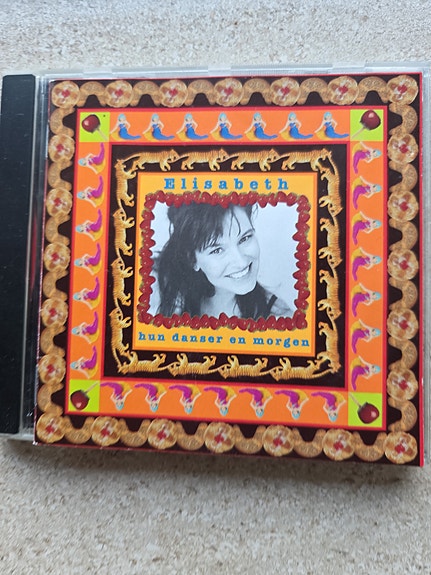 Elisabeth
hun danser en morgen